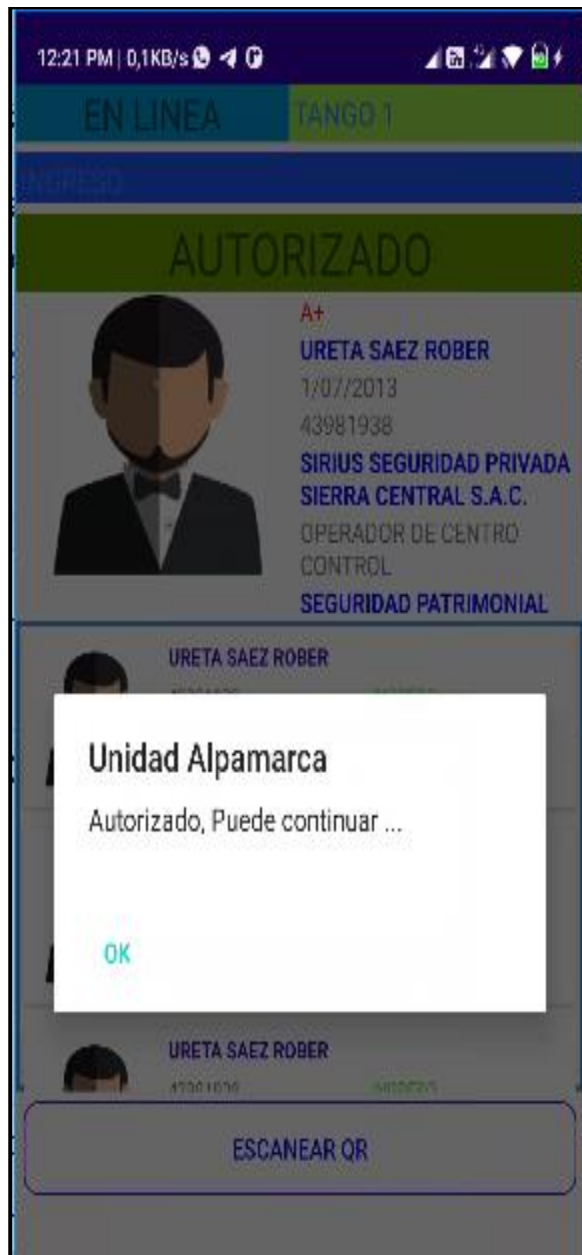 12:21 PM | 0,1KB/s
EN LINEA
TANGO 1
INGRESO
AUTORIZADO
A+
URETA SAEZ ROBER
1/07/2013
43981938
SIRIUS SEGURIDAD PRIVADA
SIERRA CENTRAL S.A.C.
OPERADOR DE CENTRO
CONTROL
SEGURIDAD PATRIMONIAL
URETA SAEZ ROBER
Unidad Alpamarca
Autorizado, Puede continuar ...
OK
URETA SAEZ ROBER
ESCANEAR QR